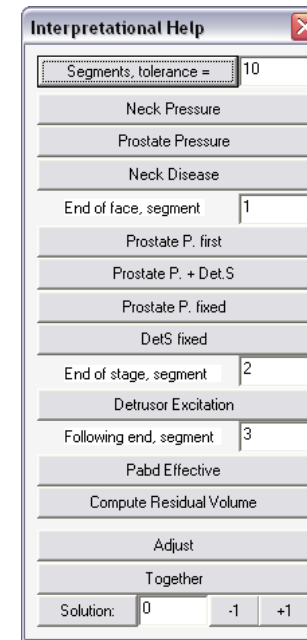 Interpretational Help
Segments, tolerance = 10
Neck Pressure
Prostate Pressure
Neck Disease
End of face, segment 1
Prostate P. first
Prostate P. + Det.S
Prostate P. fixed
DetS fixed
End of stage, segment 2
Detrusor Excitation
Following end, segment 3
Pabd Effective
Compute Residual Volume
Adjust
Together
Solution: 0 -1 +1